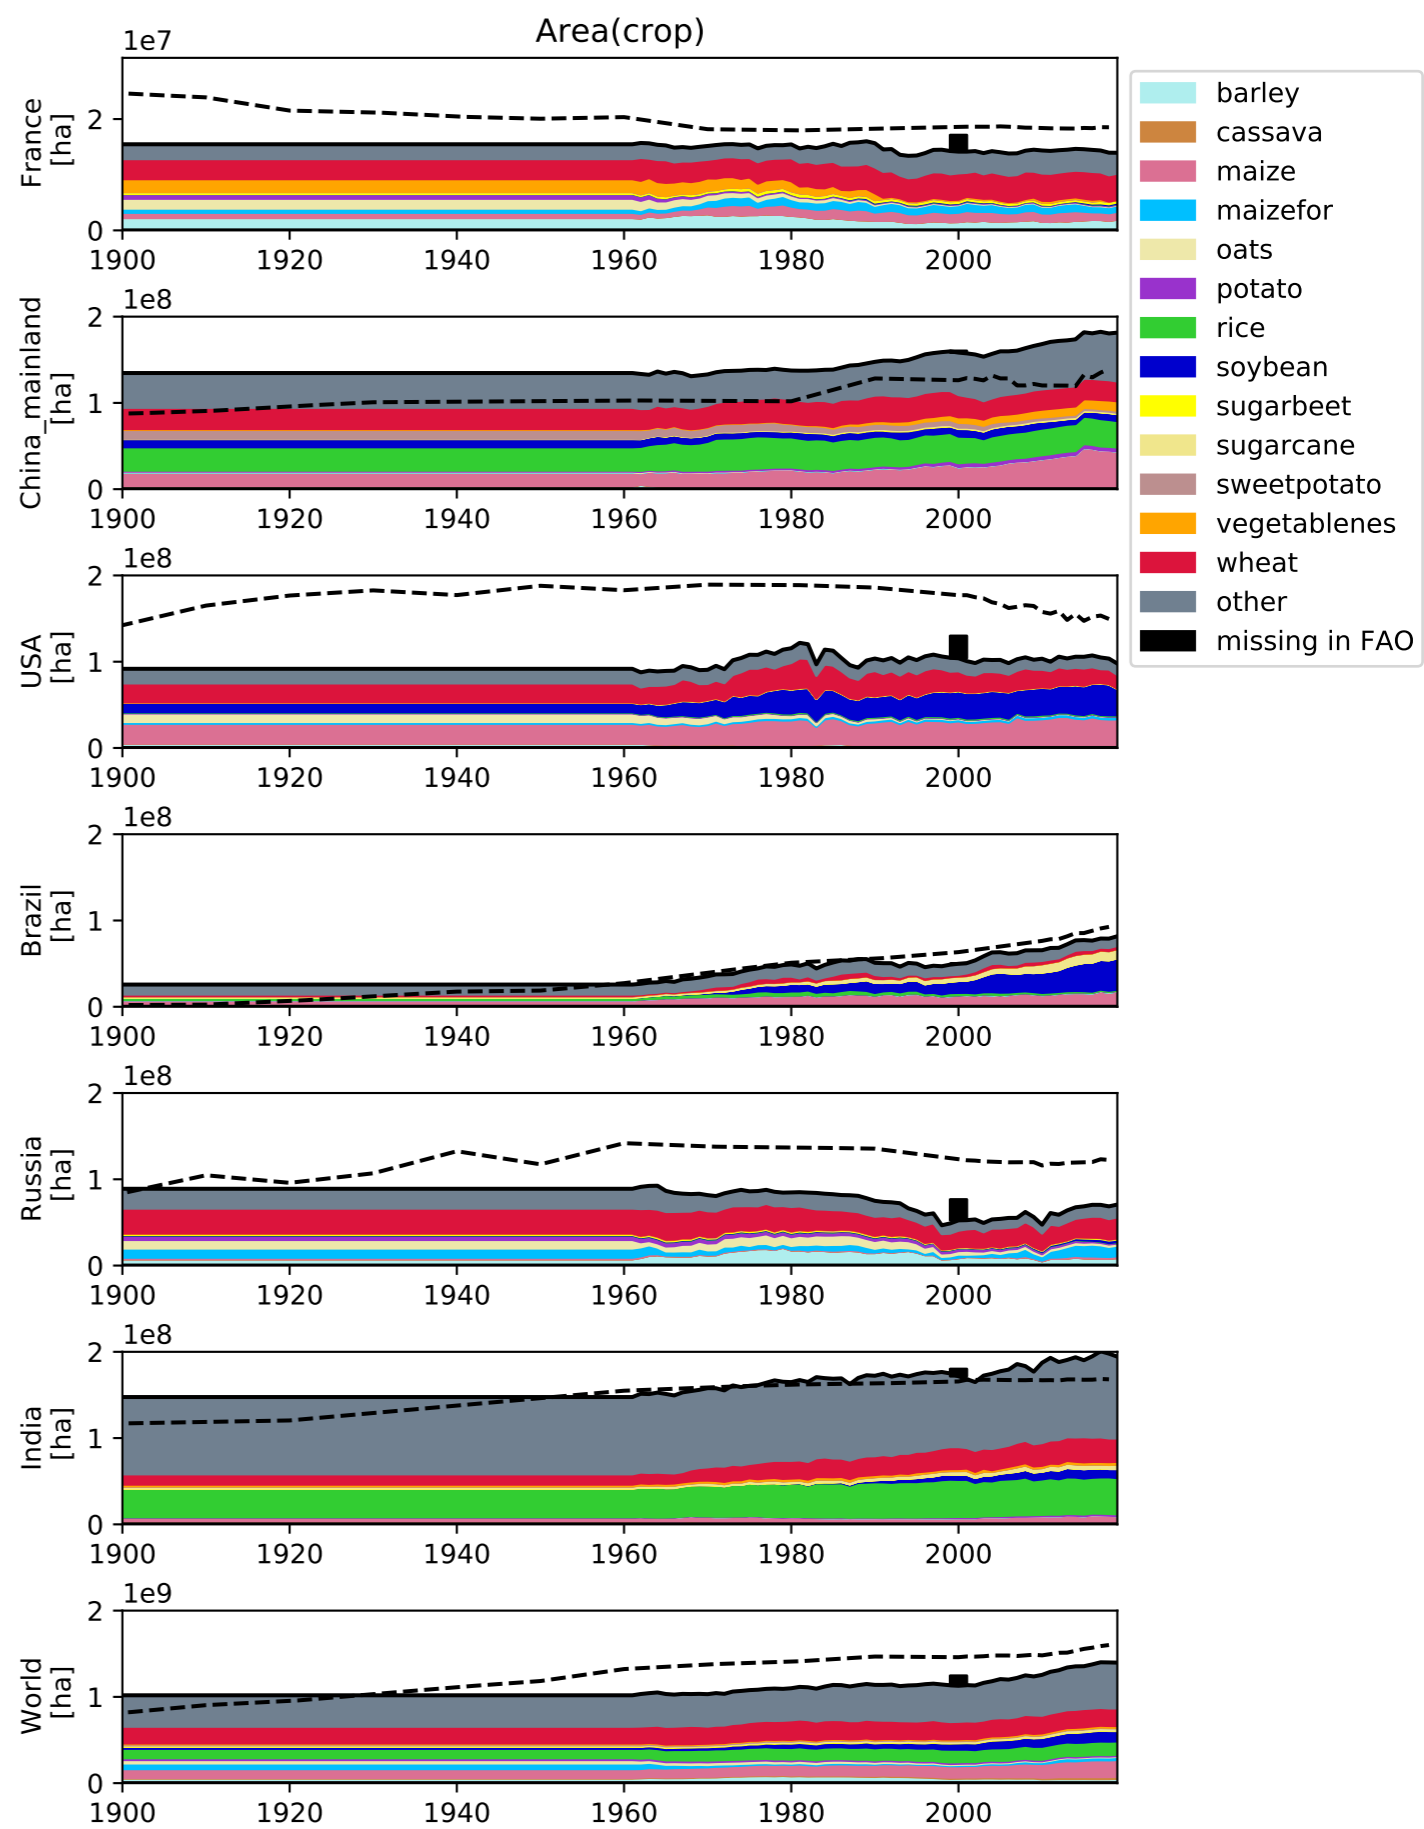 Area(crop)
1e7
France
[ha]
2
0
1900 1920 1940 1960 1980 2000
1e8
China_mainland
[ha]
2
1
0
1900 1920 1940 1960 1980 2000
1e8
USA
[ha]
2
1
0
1900 1920 1940 1960 1980 2000
1e8
Brazil
[ha]
2
1
0
1900 1920 1940 1960 1980 2000
1e8
Russia
[ha]
2
1
0
1900 1920 1940 1960 1980 2000
1e8
India
[ha]
2
1
0
1900 1920 1940 1960 1980 2000
1e9
World
[ha]
2
1
0
1900 1920 1940 1960 1980 2000
barley
cassava
maize
maizefor
oats
potato
rice
soybean
sugarbeet
sugarcane
sweetpotato
vegetablenes
wheat
other
missing in FAO